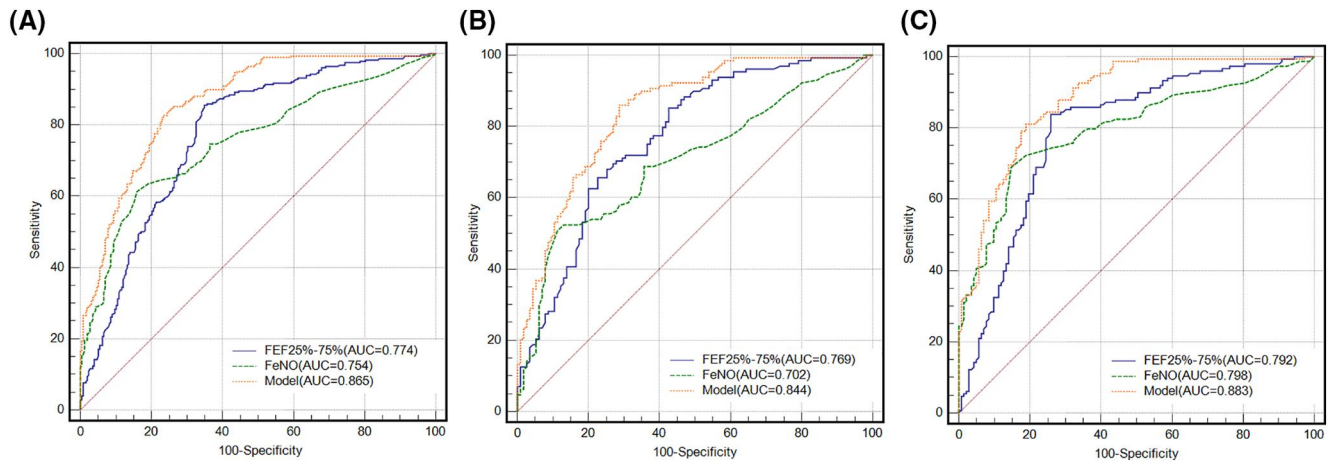 (A)
100
80
60
40
20
0
Sensitivity
FEF25%-75%(AUC=0.774)
FeNO(AUC=0.754)
Model(AUC=0.865)
0 20 40 60 80 100
100-Specificity
(B)
100
80
60
40
20
0
Sensitivity
FEF25%-75%(AUC=0.769)
FeNO(AUC=0.702)
Model(AUC=0.844)
0 20 40 60 80 100
100-Specificity
(C)
100
80
60
40
20
0
Sensitivity
FEF25%-75%(AUC=0.792)
FeNO(AUC=0.798)
Model(AUC=0.883)
0 20 40 60 80 100
100-Specificity